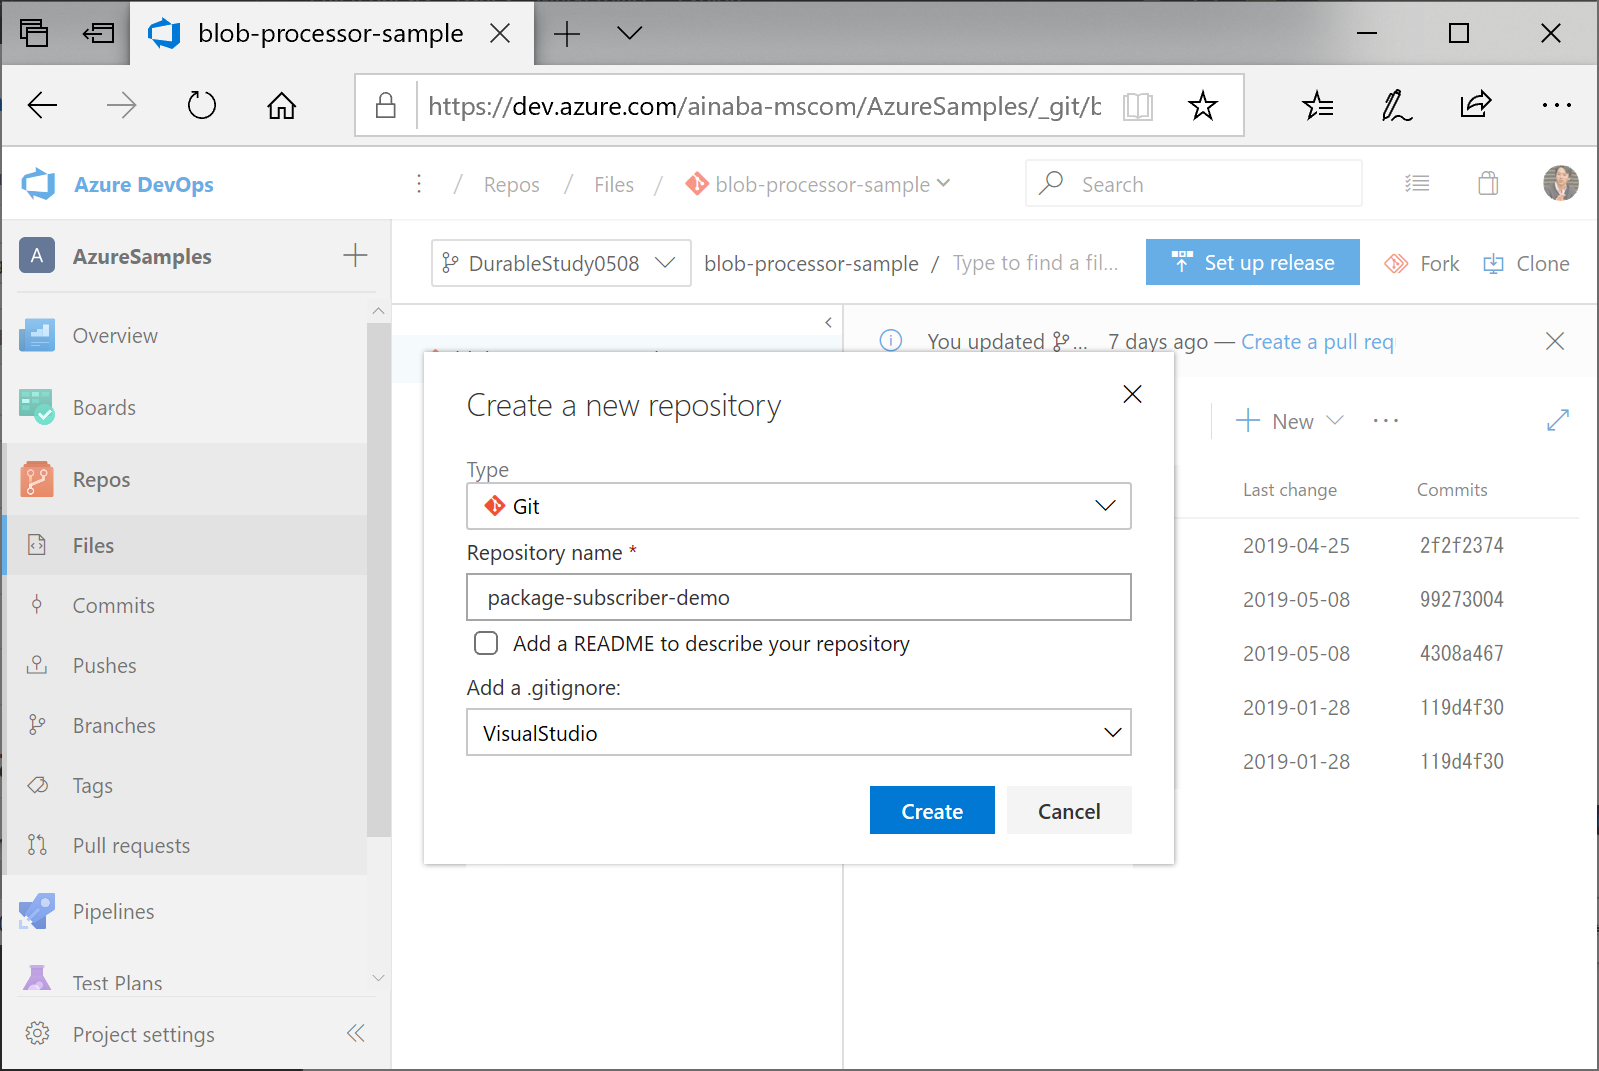 blob-processor-sample
https://dev.azure.com/ainaba-mscom/AzureSamples/_git/b
Azure DevOps
/ Repos / Files / blob-processor-sample
Search
A AzureSamples
DurableStudy0508
blob-processor-sample / Type to find a fil...
Set up release
Fork
Clone
Overview
Boards
Repos
Files
Commits
Pushes
Branches
Tags
Pull requests
Pipelines
Test Plans
Project settings
You updated ... 7 days ago — Create a pull req
New
Last change Commits
2019-04-25 2f2f2374
2019-05-08 99273004
2019-05-08 4308a467
2019-01-28 119d4f30
2019-01-28 119d4f30
Create a new repository
Type
Git
Repository name *
package-subscriber-demo
Add a README to describe your repository
Add a .gitignore:
VisualStudio
Create
Cancel